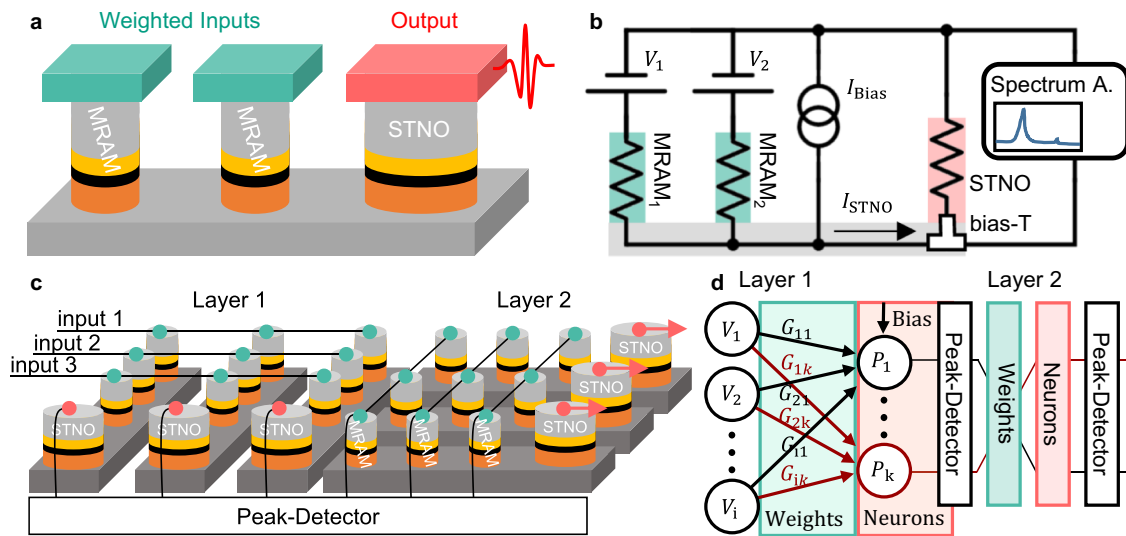 a
Weighted Inputs
Output
MRAM
MRAM
STNO
b
V1
V2
IBias
Spectrum A.
MRAM1
MRAM2
STNO
ISTNO
bias-T
c
Layer 1
Layer 2
input 1
input 2
input 3
STNO
STNO
STNO
STNO
STNO
STNO
MRAM
MRAM
MRAM
Peak-Detector
d
Layer 1
Layer 2
V1
V2
Vi
G11
G1k
G21
G2k
Gi1
Gik
Bias
P1
Pk
Weights
Neurons
Peak-Detector
Weights
Neurons
Peak-Detector